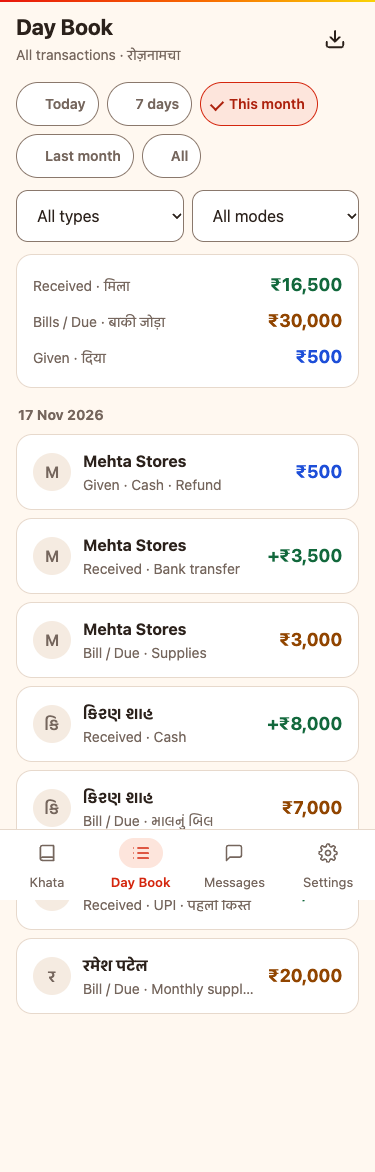 Day Book
All transactions · रोज़नामचा
Today
7 days
This month
Last month
All
All types
All modes
Received · मिला
₹16,500
Bills / Due · बाकी जोड़ा
₹30,000
Given · दिया
₹500
17 Nov 2026
M
Mehta Stores
Given · Cash · Refund
₹500
M
Mehta Stores
Received · Bank transfer
+₹3,500
M
Mehta Stores
Bill / Due · Supplies
₹3,000
કિ
કિરણ શાહ
Received · Cash
+₹8,000
કિ
કિરણ શાહ
Bill / Due · માલનું બિલ
₹7,000
Khata
Day Book
Messages
Settings
Received · UPI · पहली किस्त
र
रमेश पटेल
Bill / Due · Monthly suppl...
₹20,000